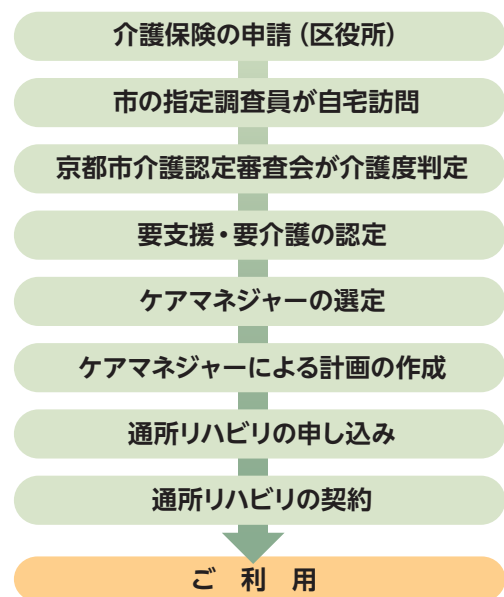 介護保険の申請（区役所）
市の指定調査員が自宅訪問
京都市介護認定審査会が介護度判定
要支援・要介護の認定
ケアマネジャーの選定
ケアマネジャーによる計画の作成
通所リハビリの申し込み
通所リハビリの契約
ご　利　用